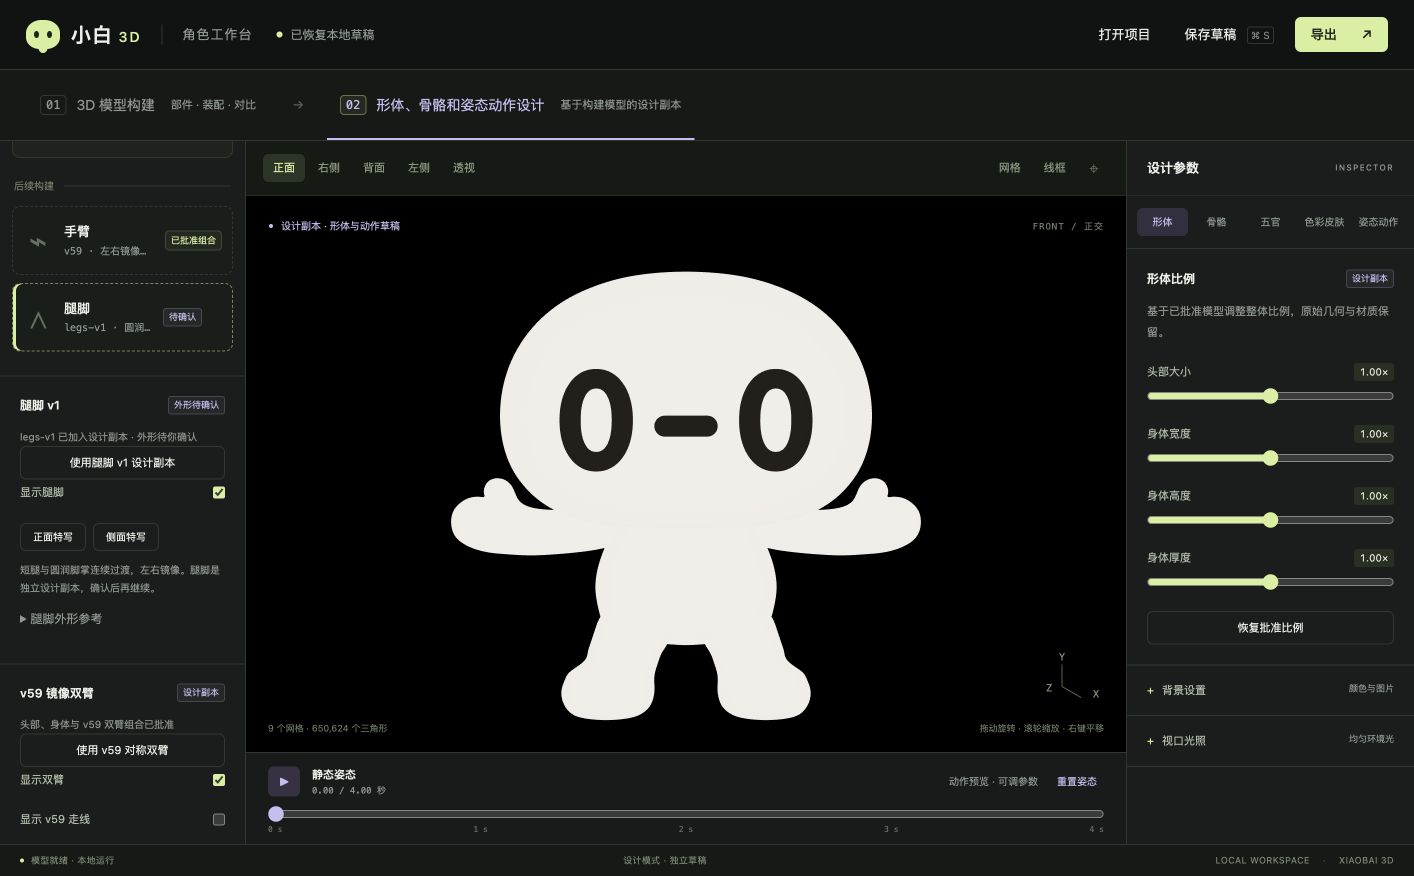 小白 3D
角色工作台
已恢复本地草稿
打开项目
保存草稿 ⌘ S
导出 ↗
01 3D 模型构建 部件 · 装配 · 对比
→
02 形体、骨骼和姿态动作设计 基于构建模型的设计副本
后续构建
手臂
v59 · 左右镜像…
已批准组合
腿脚
legs-v1 · 圆润…
待确认
腿脚 v1
外形待确认
legs-v1 已加入设计副本 · 外形待你确认
使用腿脚 v1 设计副本
显示腿脚
正面特写
侧面特写
短腿与圆润脚掌连续过渡，左右镜像。腿脚是
独立设计副本，确认后再继续。
腿脚外形参考
v59 镜像双臂
设计副本
头部、身体与 v59 双臂组合已批准
使用 v59 对称双臂
显示双臂
显示 v59 走线
正面 右侧 背面 左侧 透视
网格 线框
设计副本 · 形体与动作草稿
FRONT / 正交
Y
Z
X
9 个网格 · 650,624 个三角形
拖动旋转 · 滚轮缩放 · 右键平移
静态姿态
0.00 / 4.00 秒
动作预览 · 可调参数
重置姿态
0 s 1 s 2 s 3 s 4 s
设计参数
INSPECTOR
形体 骨骼 五官 色彩皮肤 姿态动作
形体比例
设计副本
基于已批准模型调整整体比例，原始几何与材质保
留。
头部大小 1.00×
身体宽度 1.00×
身体高度 1.00×
身体厚度 1.00×
恢复批准比例
+ 背景设置 颜色与图片
+ 视口光照 均匀环境光
模型就绪 · 本地运行
设计模式 · 独立草稿
LOCAL WORKSPACE · XIAOBAI 3D